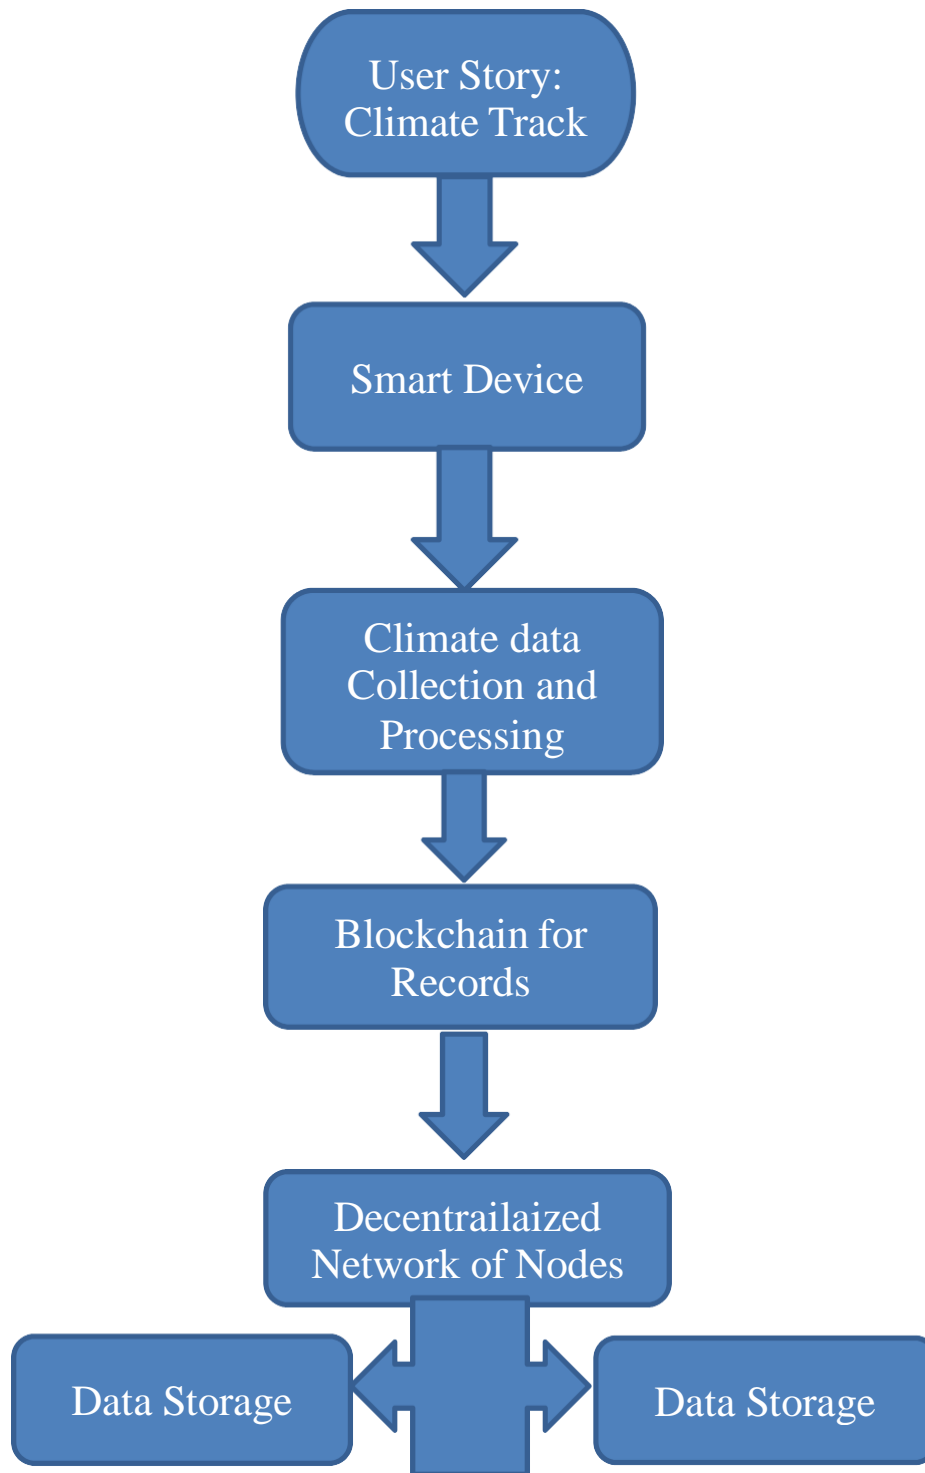 User Story:
Climate Track
Smart Device
Climate data
Collection and
Processing
Blockchain for
Records
Decentrailaized
Network of Nodes
Data Storage
Data Storage